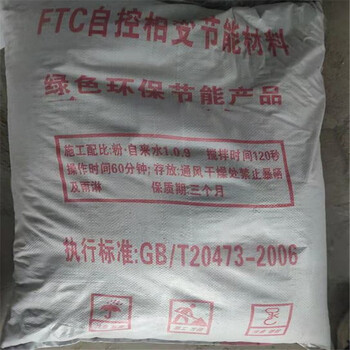 FTC自控相变节能材料
绿色环保节能产品
施工配比:粉·自米水1.0.9 搅拌时间120秒
操作时间60分钟;存放:通风干燥处禁止暴晒
及雨淋 保质期:三个月
执行标准:GB/T20473-2006